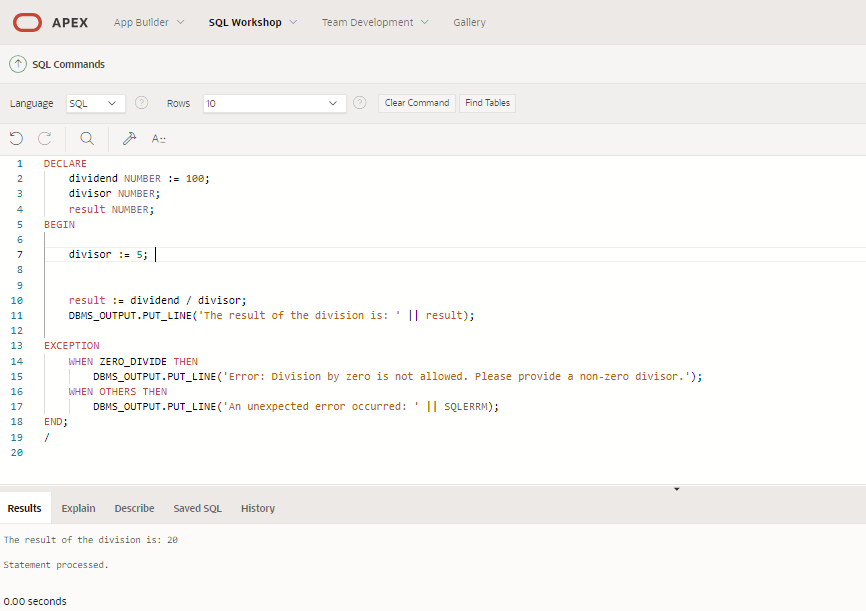 APEX App Builder SQL Workshop Team Development Gallery
SQL Commands
Language SQL Rows 10 Clear Command Find Tables
A::
1 DECLARE
2 dividend NUMBER := 100;
3 divisor NUMBER;
4 result NUMBER;
5 BEGIN
6
7 divisor := 5;
8
9
10 result := dividend / divisor;
11 DBMS_OUTPUT.PUT_LINE('The result of the division is: ' || result);
12
13 EXCEPTION
14 WHEN ZERO_DIVIDE THEN
15 DBMS_OUTPUT.PUT_LINE('Error: Division by zero is not allowed. Please provide a non-zero divisor.');
16 WHEN OTHERS THEN
17 DBMS_OUTPUT.PUT_LINE('An unexpected error occurred: ' || SQLERRM);
18 END;
19 /
20
Results Explain Describe Saved SQL History
The result of the division is: 20
Statement processed.
0.00 seconds